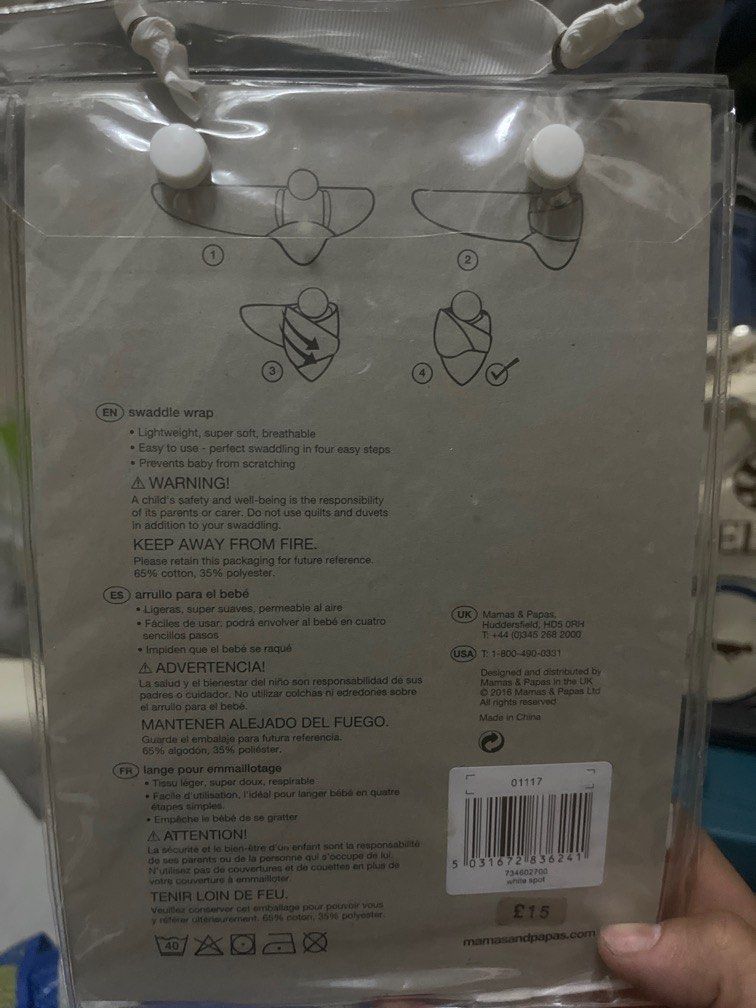 1
2
3
4
EN swaddle wrap
• Lightweight, super soft, breathable
• Easy to use - perfect swaddling in four easy steps
• Prevents baby from scratching
⚠ WARNING!
A child's safety and well-being is the responsibility
of its parents or carer. Do not use quilts and duvets
in addition to your swaddling.
KEEP AWAY FROM FIRE.
Please retain this packaging for future reference.
65% cotton, 35% polyester.
ES arrullo para el bebé
• Ligeras, super suaves, permeable al aire
• Fáciles de usar: podrá envolver al bebé en cuatro
sencillos pasos
• Impiden que el bebé se raqué
⚠ ADVERTENCIA!
La salud y el bienestar del niño son responsabilidad de sus
padres o cuidador. No utilizar colchas ni edredones sobre
el arrullo para el bebé.
MANTENER ALEJADO DEL FUEGO.
Guarde el embalaje para futura referencia.
65% algodón, 35% poliéster.
FR lange pour emmaillotage
• Tissu léger, super doux, respirable
• Facile d'utilisation, l'idéal pour langer bébé en quatre
étapes simples.
• Empêche le bébé de se gratter
⚠ ATTENTION!
La sécurité et le bien-être d'un enfant sont la responsabilité
de ses parents ou de la personne qui s'occupe de lui.
N'utilisez pas de couvertures et de couettes en plus de
votre couverture à emmailloter.
TENIR LOIN DE FEU.
Veuillez conserver cet emballage pour pouvoir vous
y référer ultérieurement. 65% coton, 35% polyester.
40
UK Mamas & Papas,
Huddersfield, HD5 0RH
T: +44 (0)345 268 2000
USA T: 1-800-490-0331
Designed and distributed by
Mamas & Papas in the UK
© 2016 Mamas & Papas Ltd
All rights reserved
Made in China
01117
5 031672 836241
734602700
white spot
£15
mamasandpapas.com